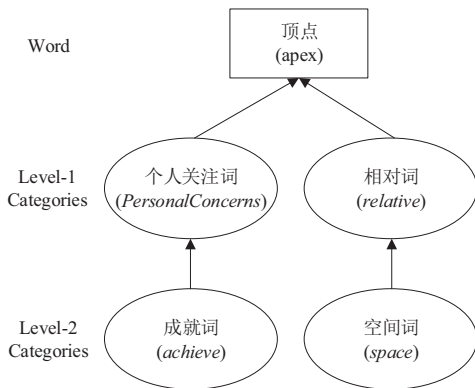 Word
顶点
(apex)
Level-1
Categories
个人关注词
(PersonalConcerns)
相对词
(relative)
Level-2
Categories
成就词
(achieve)
空间词
(space)